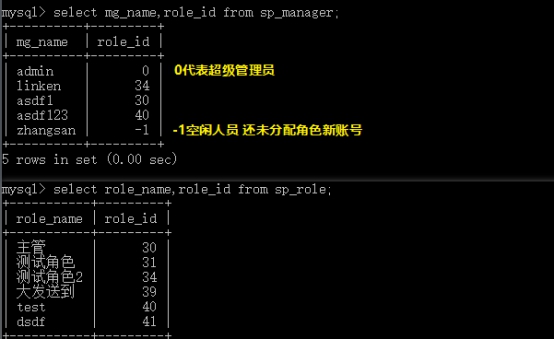 mysql> select mg_name,role_id from sp_manager;
+----------+---------+
| mg_name | role_id |
+----------+---------+
| admin | 0 | 0代表超级管理员
| linken | 34 |
| asdf1 | 30 |
| asdf123 | 40 |
| zhangsan | -1 | -1空闲人员 还未分配角色新账号
+----------+---------+
5 rows in set (0.00 sec)
mysql> select role_name,role_id from sp_role;
+-----------+---------+
| role_name | role_id |
+-----------+---------+
| 主管 | 30 |
| 测试角色 | 31 |
| 测试角色2 | 34 |
| 大发送到 | 39 |
| test | 40 |
| dsdf | 41 |
+-----------+---------+